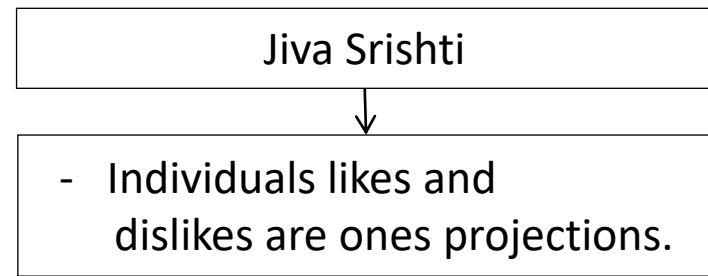 Jiva Srishti
- Individuals likes and
dislikes are ones projections.